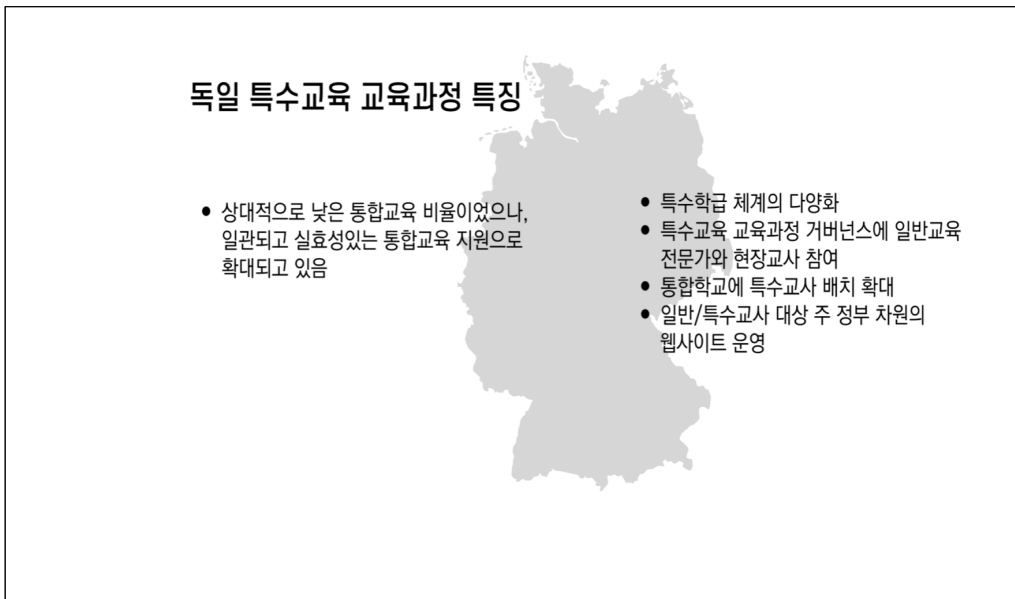 독일 특수교육 교육과정 특징
● 상대적으로 낮은 통합교육 비율이었으나,
일관되고 실효성있는 통합교육 지원으로
확대되고 있음
● 특수학급 체계의 다양화
● 특수교육 교육과정 거버넌스에 일반교육
전문가와 현장교사 참여
● 통합학교에 특수교사 배치 확대
● 일반/특수교사 대상 주 정부 차원의
웹사이트 운영